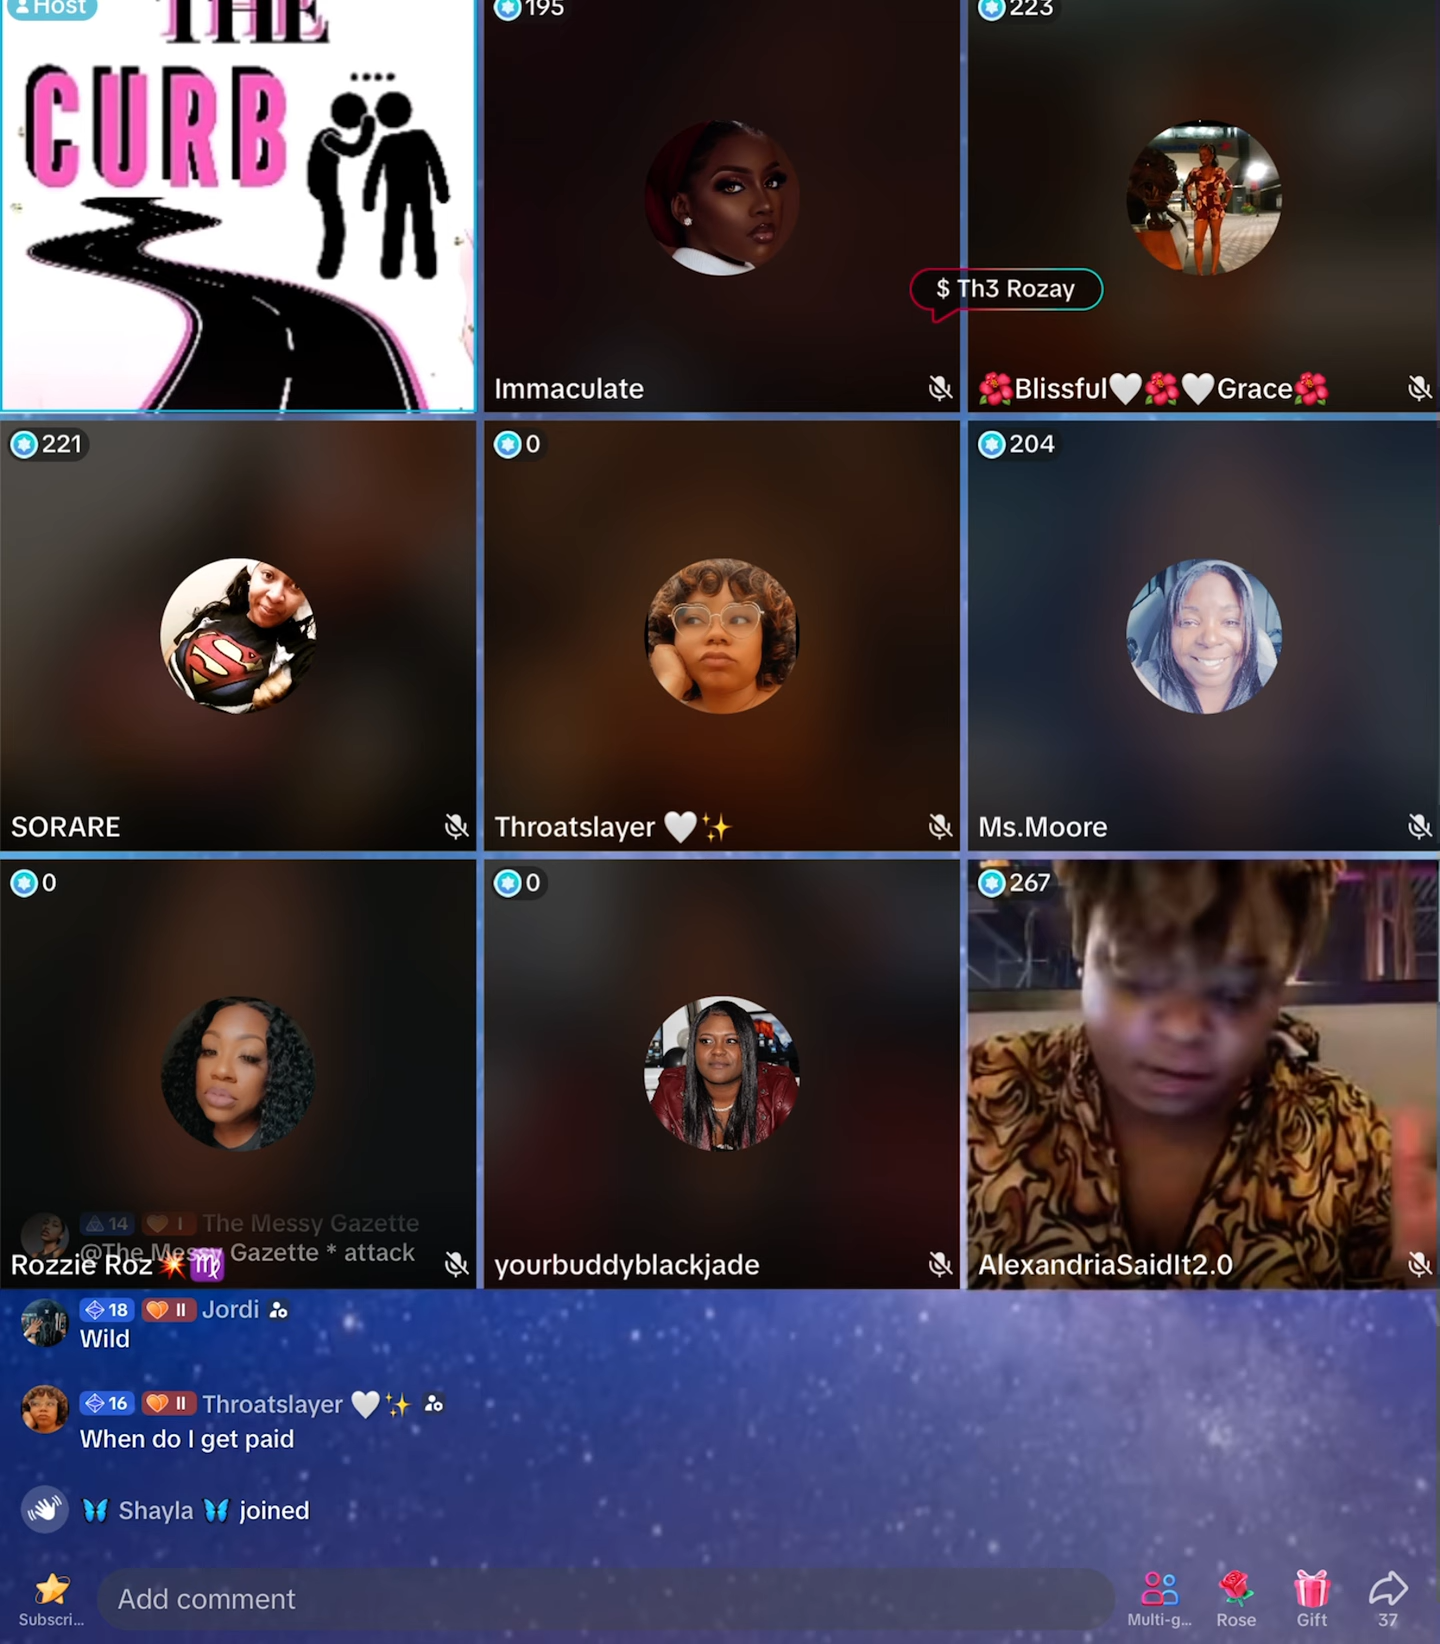 Host
THE
CURB
195
Immaculate
223
$ Th3 Rozay
🌺Blissful🤍🌺🤍Grace🌺
221
SORARE
0
Throatslayer 🤍✨
204
Ms.Moore
0
14 I The Messy Gazette
@The Messy Gazette * attack
Rozzie Roz 💥♍
0
yourbuddyblackjade
267
AlexandriaSaidIt2.0
18 II Jordi
Wild
16 II Throatslayer 🤍✨
When do I get paid
🦋 Shayla 🦋 joined
Subscri...
Add comment
Multi-g...
Rose
Gift
37